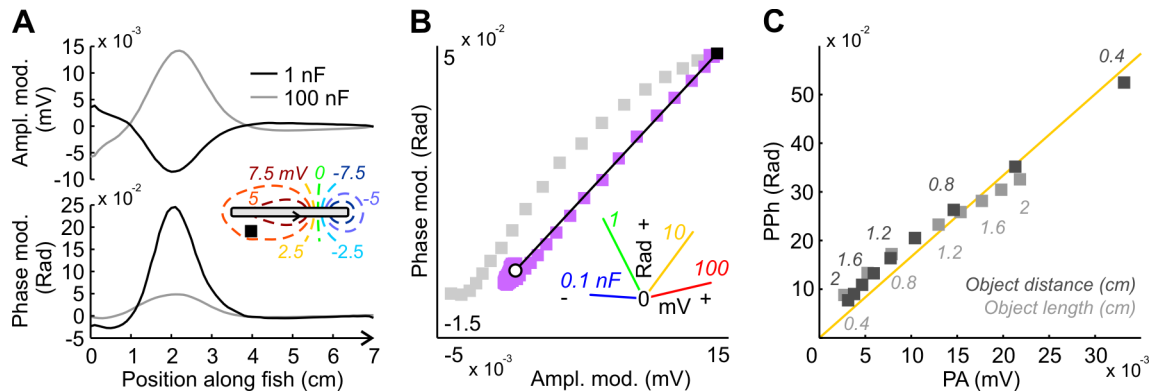 A
x 10⁻³
15
10
5
0
-5
-10
Ampl. mod.
(mV)
1 nF
100 nF
x 10⁻²
25
20
15
10
5
0
-5
Phase mod.
(Rad)
7.5 mV
0
-7.5
5
-5
2.5
-2.5
0 1 2 3 4 5 6 7
Position along fish (cm)
B
x 10⁻²
5
Phase mod. (Rad)
-1.5
1
10
100
0.1 nF
Rad +
-
0
mV +
-5
15
x 10⁻³
Ampl. mod. (mV)
C
x 10⁻²
50
40
30
20
10
PPh (Rad)
0.4
0.8
2
1.6
1.2
1.2
1.6
0.8
2
0.4
Object distance (cm)
Object length (cm)
0 5 10 15 20 25 30
x 10⁻³
PA (mV)